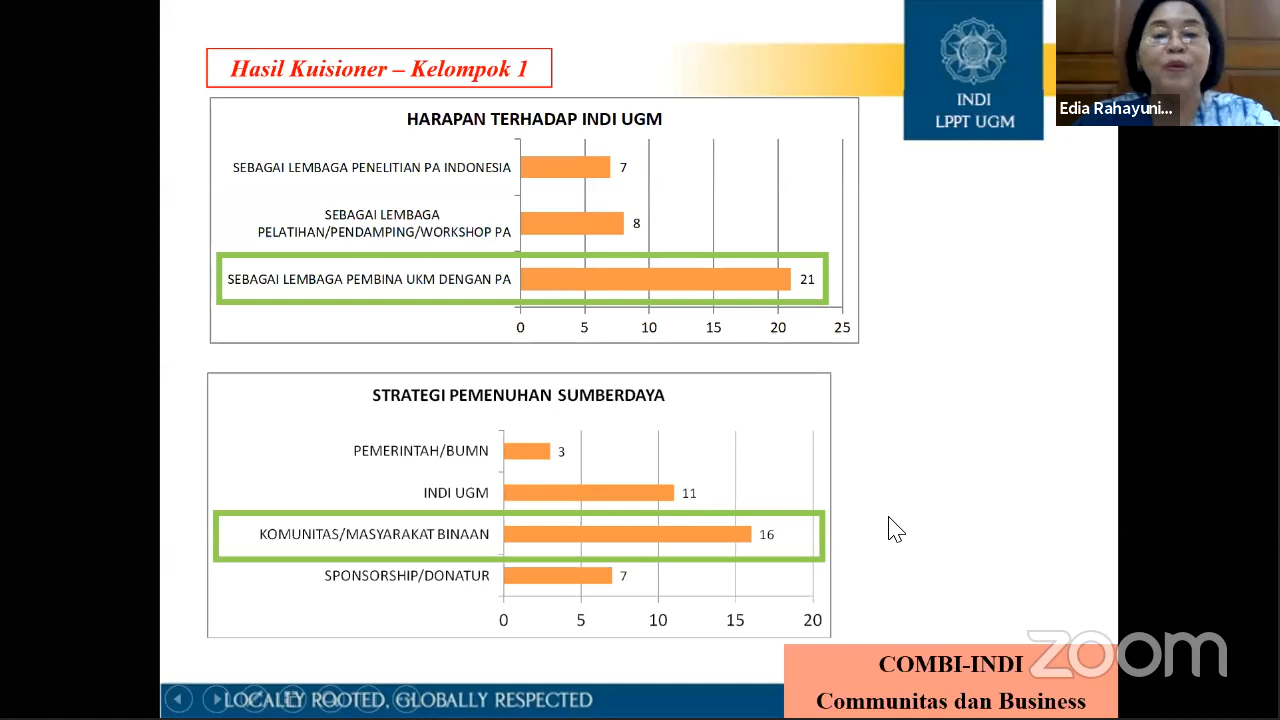 Hasil Kuisioner – Kelompok 1
INDI
LPPT UGM
Edia Rahayuni...
HARAPAN TERHADAP INDI UGM
SEBAGAI LEMBAGA PENELITIAN PA INDONESIA
7
SEBAGAI LEMBAGA
PELATIHAN/PENDAMPING/WORKSHOP PA
8
SEBAGAI LEMBAGA PEMBINA UKM DENGAN PA
21
0 5 10 15 20 25
STRATEGI PEMENUHAN SUMBERDAYA
PEMERINTAH/BUMN
3
INDI UGM
11
KOMUNITAS/MASYARAKAT BINAAN
16
SPONSORSHIP/DONATUR
7
0 5 10 15 20
zoom
COMBI-INDI
Communitas dan Business
LOCALLY ROOTED, GLOBALLY RESPECTED